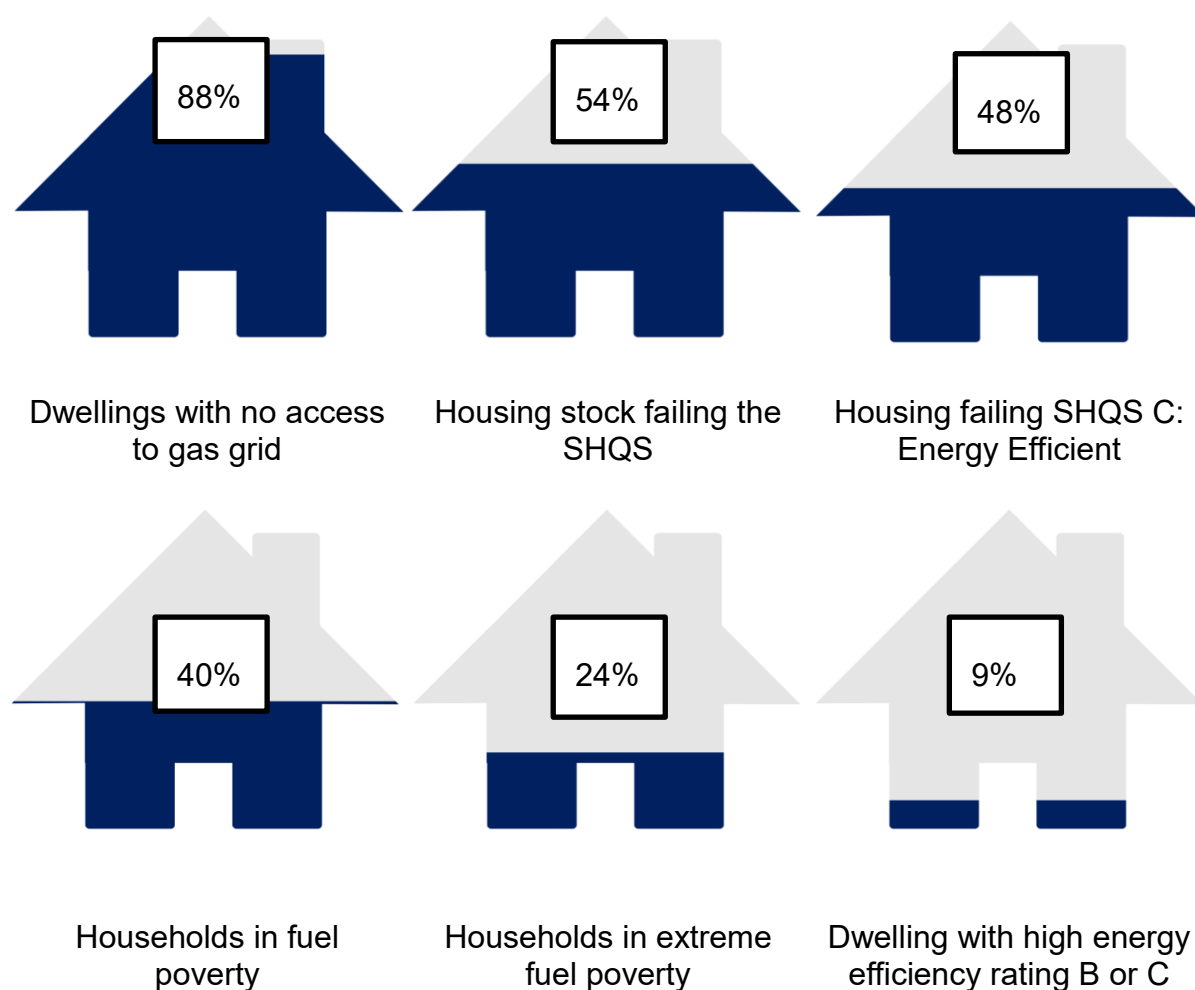 88%
54%
48%
Dwellings with no access
to gas grid
Housing stock failing the
SHQS
Housing failing SHQS C:
Energy Efficient
40%
24%
9%
Households in fuel
poverty
Households in extreme
fuel poverty
Dwelling with high energy
efficiency rating B or C